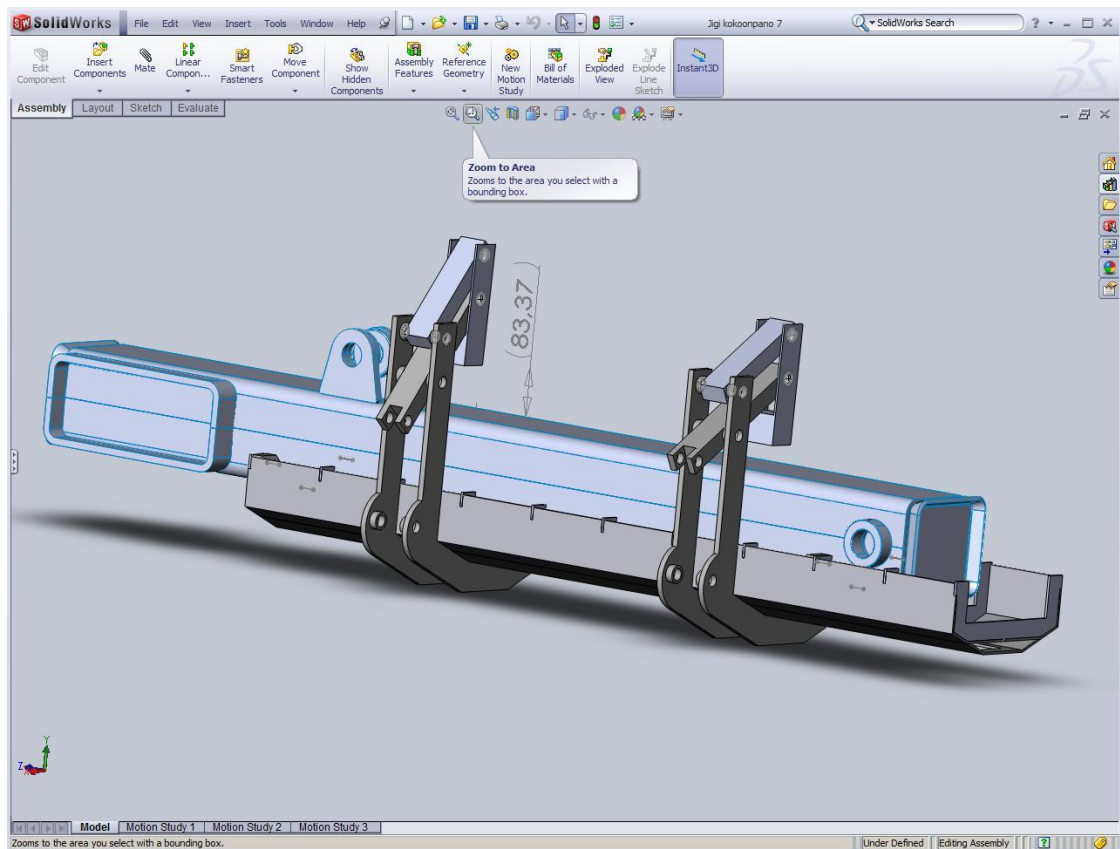 SolidWorks File Edit View Insert Tools Window Help Jigi kokoonpano 7 SolidWorks Search ?
Edit Component
Insert Components
Mate
Linear Compon...
Smart Fasteners
Move Component
Show Hidden Components
Assembly Features
Reference Geometry
New Motion Study
Bill of Materials
Exploded View
Explode Line Sketch
Instant3D
Assembly Layout Sketch Evaluate
Zoom to Area
Zooms to the area you select with a
bounding box.
(83,37)
Y
Z
X
Model Motion Study 1 Motion Study 2 Motion Study 3
Zooms to the area you select with a bounding box. Under Defined Editing Assembly ?